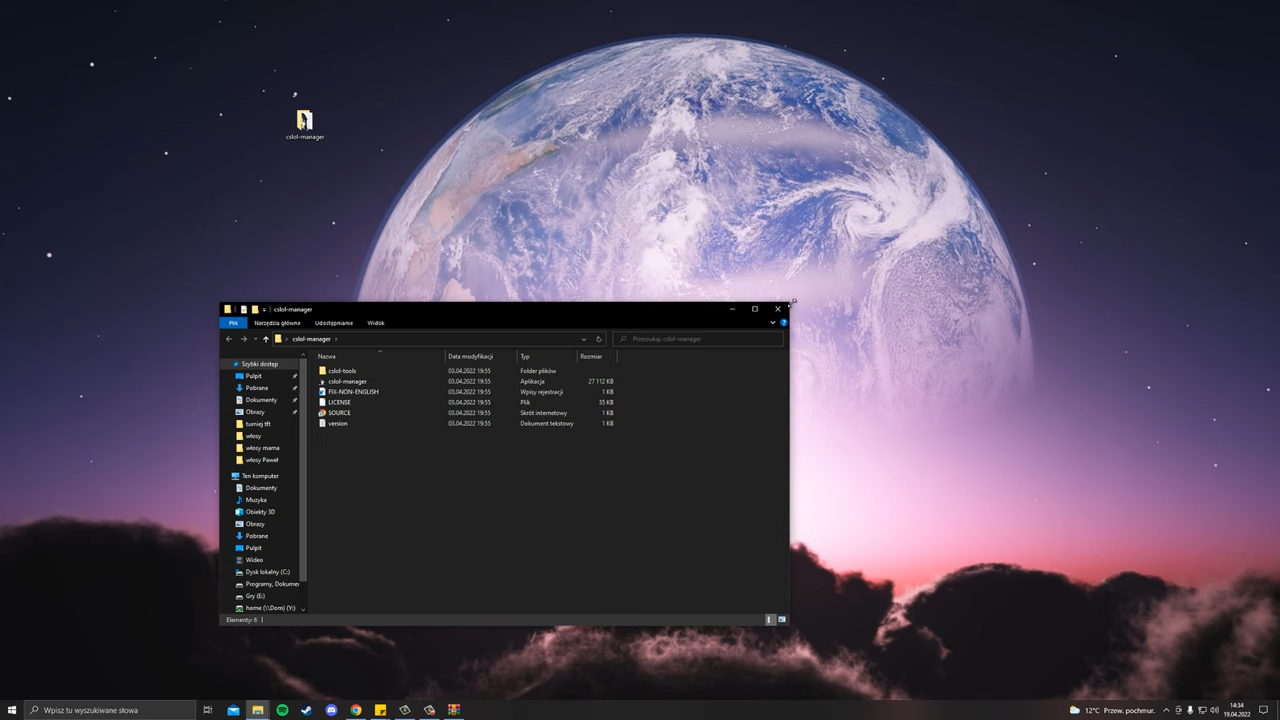 cslol-manager
cslol-manager
Plik Narzędzia główne Udostępnianie Widok
cslol-manager
Przeszukaj: cslol-manager
Nazwa Data modyfikacji Typ Rozmiar
cslol-tools 03.04.2022 19:55 Folder plików
cslol-manager 03.04.2022 19:55 Aplikacja 27 112 KB
FIX-NON-ENGLISH 03.04.2022 19:55 Wpisy rejestracji 1 KB
LICENSE 03.04.2022 19:55 Plik 35 KB
SOURCE 03.04.2022 19:55 Skrót internetowy 1 KB
version 03.04.2022 19:55 Dokument tekstowy 1 KB
Szybki dostęp
Pulpit
Pobrane
Dokumenty
Obrazy
turniej tft
włosy
włosy mama
włosy Paweł
Ten komputer
Dokumenty
Muzyka
Obiekty 3D
Obrazy
Pobrane
Pulpit
Wideo
Dysk lokalny (C:)
Programy, Dokumen
Gry (E:)
home (\\Dom) (Y:)
Elementy: 6
Wpisz tu wyszukiwane słowa
12°C Przew. pochmur.
14:34
19.04.2022